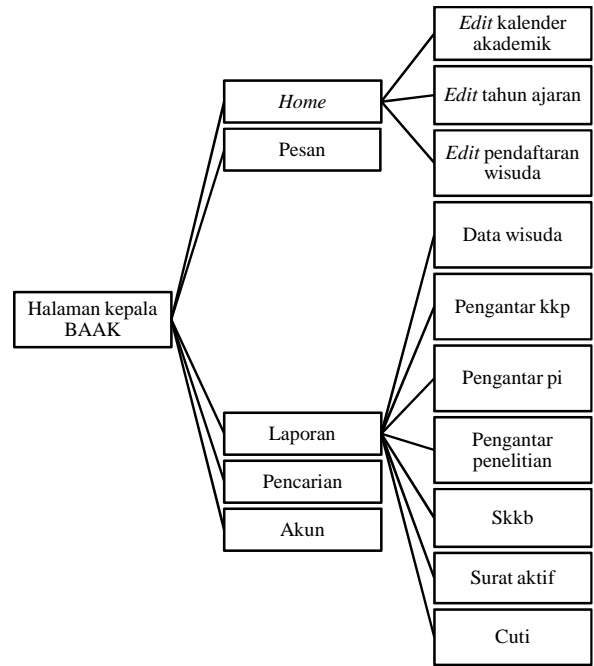 Halaman kepala
BAAK
Home
Edit kalender
akademik
Edit tahun ajaran
Edit pendaftaran
wisuda
Pesan
Laporan
Data wisuda
Pengantar kkp
Pengantar pi
Pengantar
penelitian
Skkb
Surat aktif
Cuti
Pencarian
Akun